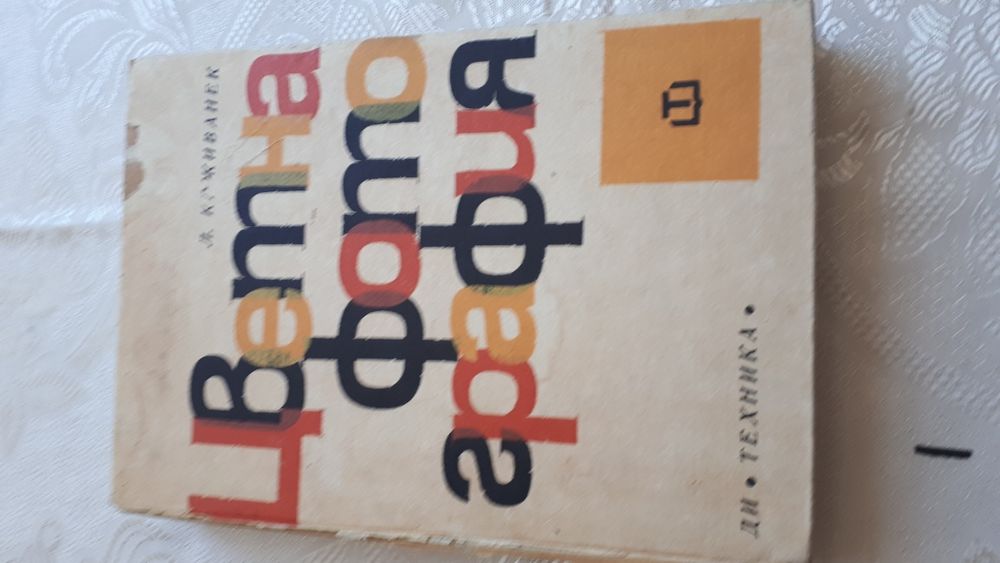 Л. КРЖИВАНЕК
Цветна
фото
графия
ДИ • ТЕХНИКА •